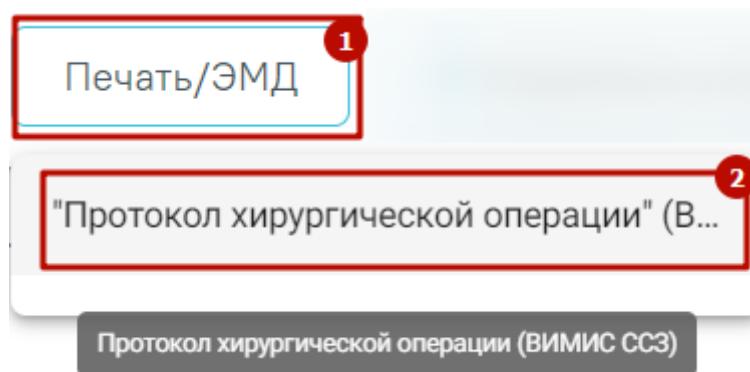 1
Печать/ЭМД
2
"Протокол хирургической операции" (В...
Протокол хирургической операции (ВИМИС ССЗ)